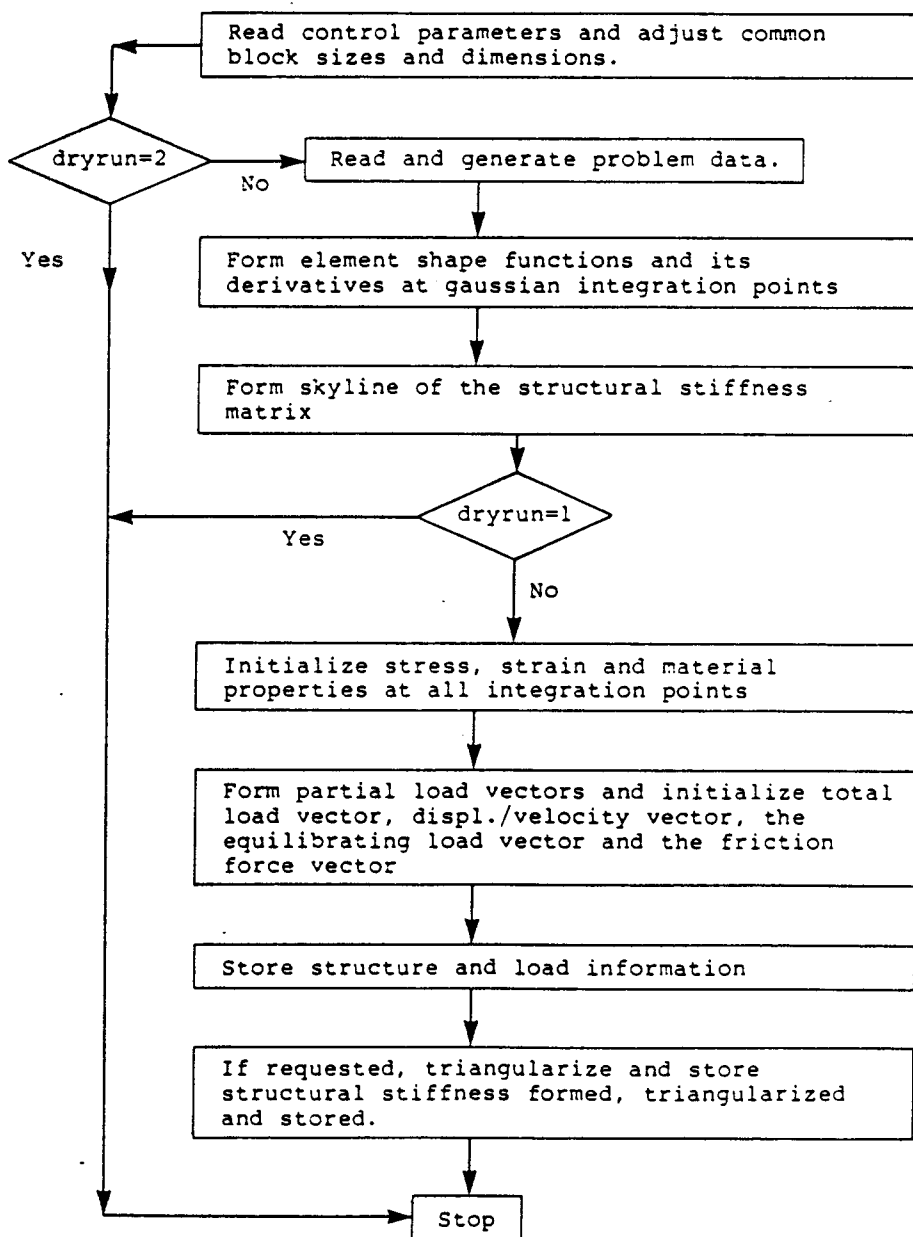 Read control parameters and adjust common
block sizes and dimensions.
dryrun=2
No
Read and generate problem data.
Yes
Form element shape functions and its
derivatives at gaussian integration points
Form skyline of the structural stiffness
matrix
dryrun=1
Yes
No
Initialize stress, strain and material
properties at all integration points
Form partial load vectors and initialize total
load vector, displ./velocity vector, the
equilibrating load vector and the friction
force vector
Store structure and load information
If requested, triangularize and store
structural stiffness formed, triangularized
and stored.
Stop